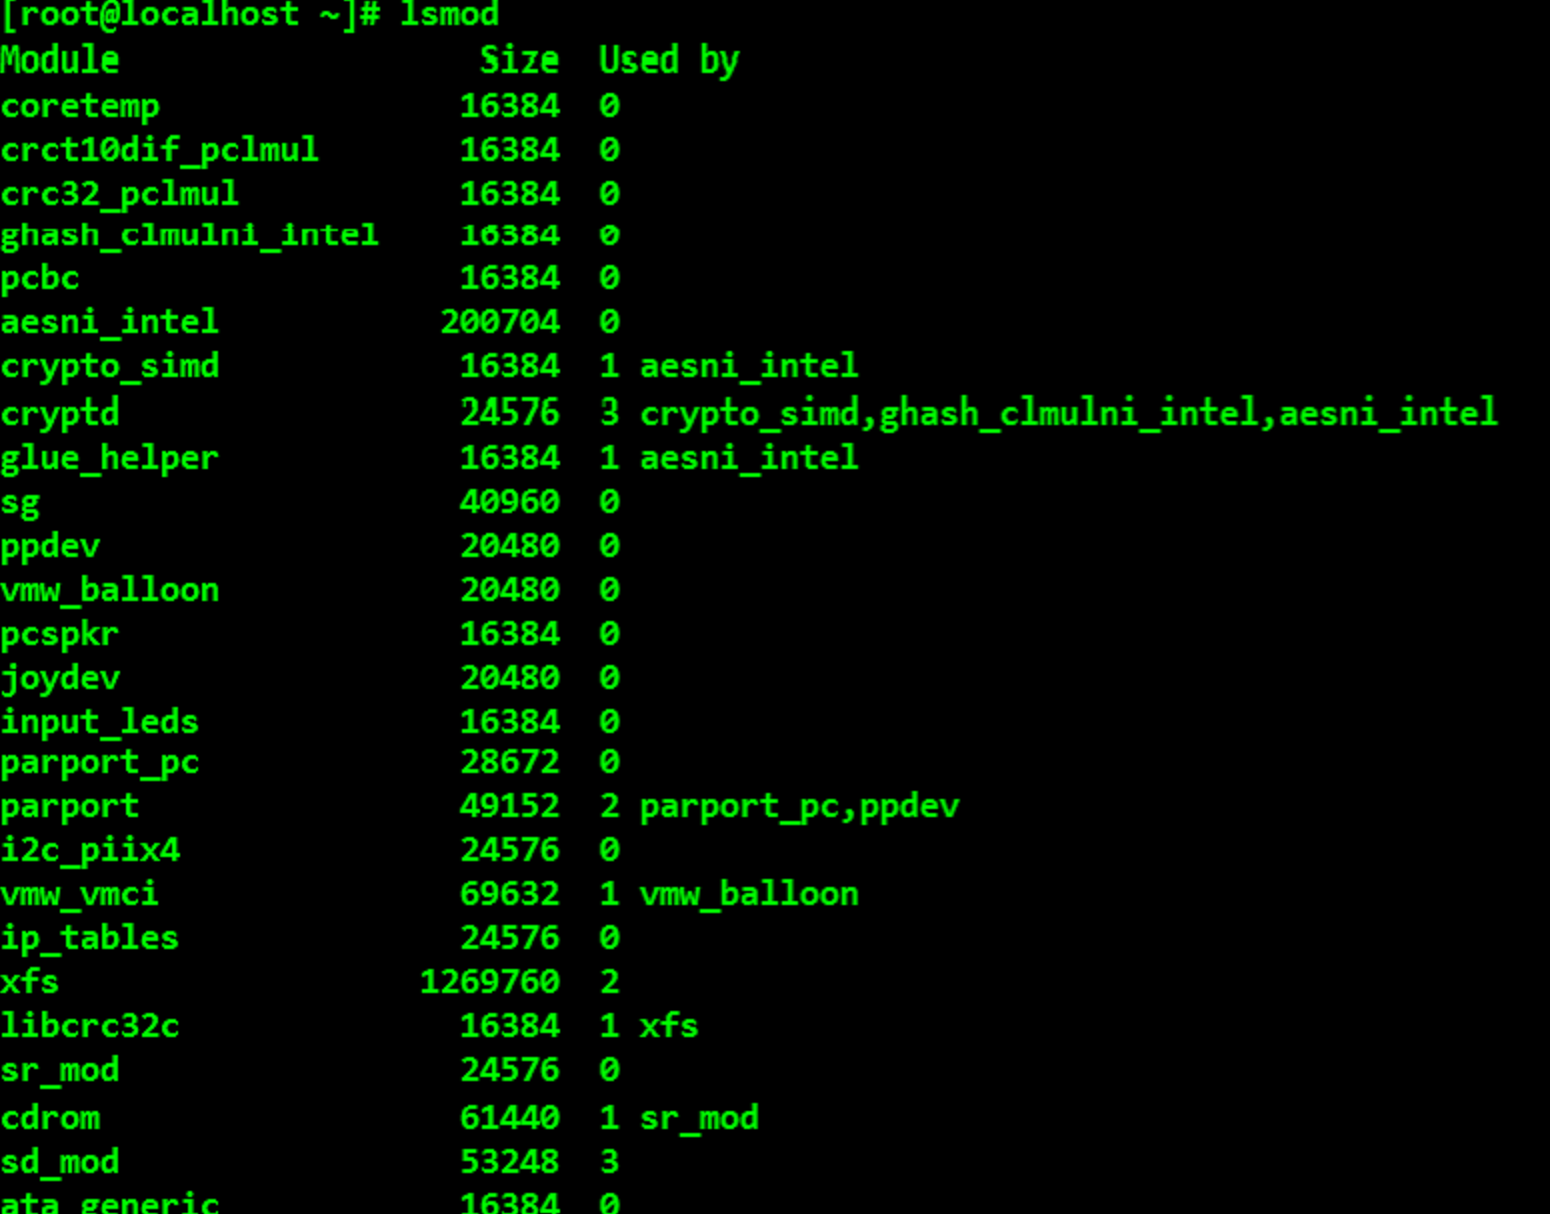 [root@localhost ~]# lsmod
Module                  Size  Used by
coretemp               16384  0
crct10dif_pclmul       16384  0
crc32_pclmul           16384  0
ghash_clmulni_intel    16384  0
pcbc                   16384  0
aesni_intel           200704  0
crypto_simd            16384  1 aesni_intel
cryptd                 24576  3 crypto_simd,ghash_clmulni_intel,aesni_intel
glue_helper            16384  1 aesni_intel
sg                     40960  0
ppdev                  20480  0
vmw_balloon            20480  0
pcspkr                 16384  0
joydev                 20480  0
input_leds             16384  0
parport_pc             28672  0
parport                49152  2 parport_pc,ppdev
i2c_piix4              24576  0
vmw_vmci               69632  1 vmw_balloon
ip_tables              24576  0
xfs                  1269760  2
libcrc32c              16384  1 xfs
sr_mod                 24576  0
cdrom                  61440  1 sr_mod
sd_mod                 53248  3
ata_generic            16384  0